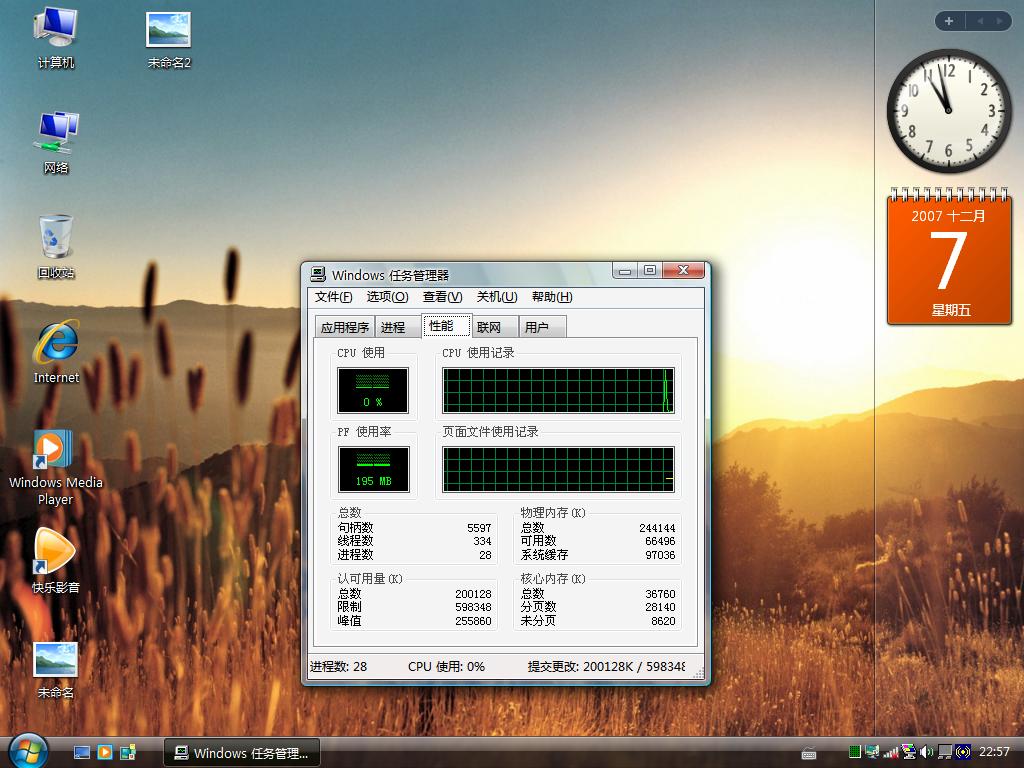 计算机
未命名2
网络
回收站
Internet
Windows Media
Player
快乐影音
未命名
12
1
2
3
4
5
6
7
8
9
10
11
2007 十二月
7
星期五
Windows 任务管理器
文件(F) 选项(O) 查看(V) 关机(U) 帮助(H)
应用程序 进程 性能 联网 用户
CPU 使用
0 %
CPU 使用记录
PF 使用率
195 MB
页面文件使用记录
总数
句柄数 5597
线程数 334
进程数 28
物理内存(K)
总数 244144
可用数 66496
系统缓存 97036
认可用量(K)
总数 200128
限制 598348
峰值 255860
核心内存(K)
总数 36760
分页数 28140
未分页 8620
进程数: 28 CPU 使用: 0% 提交更改: 200128K / 598348
Windows 任务管理...
22:57